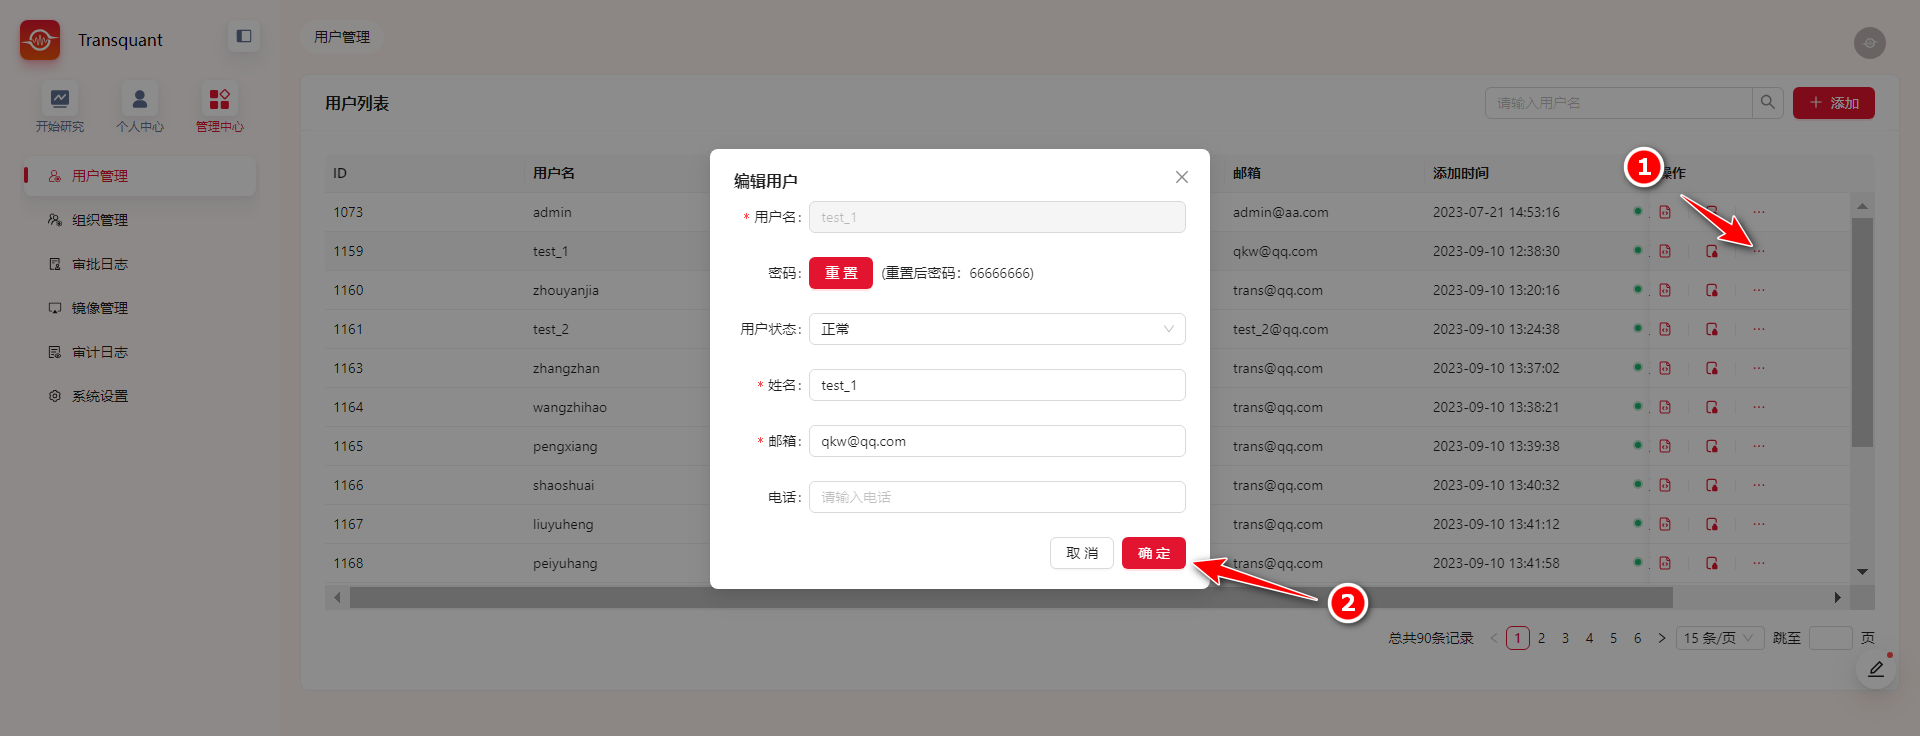 Transquant
用户管理
开始研究 个人中心 管理中心
用户管理
组织管理
审批日志
镜像管理
审计日志
系统设置
用户列表
请输入用户名
添加
ID 用户名 邮箱 添加时间 操作
1073 admin admin@aa.com 2023-07-21 14:53:16 ...
1159 test_1 qkw@qq.com 2023-09-10 12:38:30 ...
1160 zhouyanjia trans@qq.com 2023-09-10 13:20:16 ...
1161 test_2 test_2@qq.com 2023-09-10 13:24:38 ...
1163 zhangzhan trans@qq.com 2023-09-10 13:37:02 ...
1164 wangzhihao trans@qq.com 2023-09-10 13:38:21 ...
1165 pengxiang trans@qq.com 2023-09-10 13:39:38 ...
1166 shaoshuai trans@qq.com 2023-09-10 13:40:32 ...
1167 liuyuheng trans@qq.com 2023-09-10 13:41:12 ...
1168 peiyuhang trans@qq.com 2023-09-10 13:41:58 ...
总共90条记录 < 1 2 3 4 5 6 > 15 条/页 跳至 页
编辑用户
* 用户名: test_1
密码: 重 置 (重置后密码：66666666)
用户状态: 正常
* 姓名: test_1
* 邮箱: qkw@qq.com
电话: 请输入电话
取 消 确 定
1
2